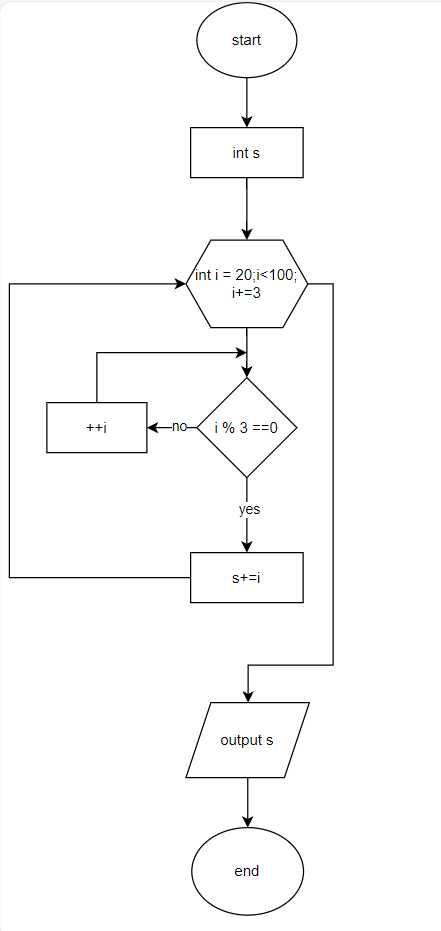 start
int s
int i = 20;i<100;
i+=3
++i
no
i % 3 ==0
yes
s+=i
output s
end